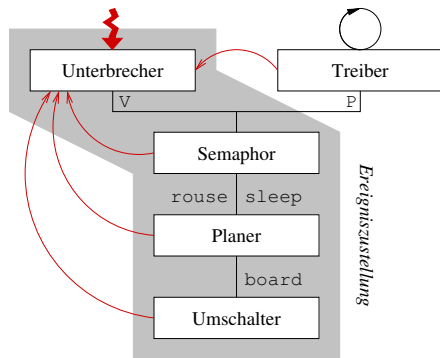 Unterbrecher
Treiber
V
P
Semaphor
rouse sleep
Planer
board
Umschalter
Ereigniszustellung